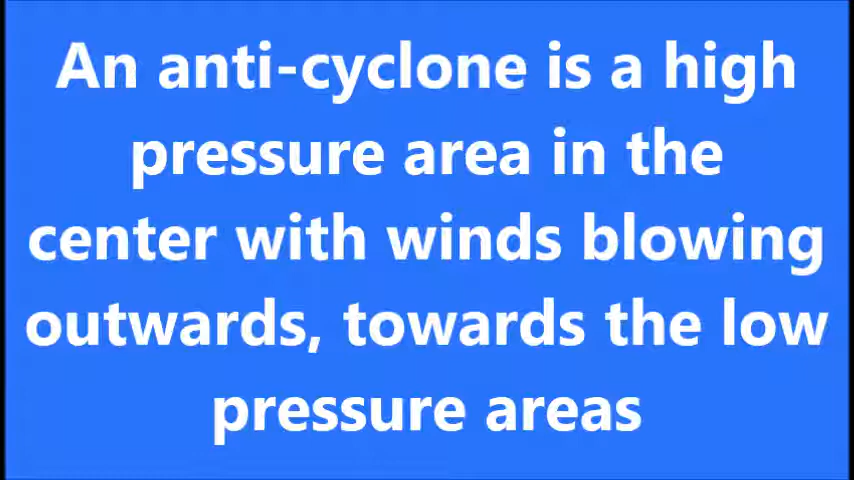 An anti-cyclone is a high
pressure area in the
center with winds blowing
outwards, towards the low
pressure areas